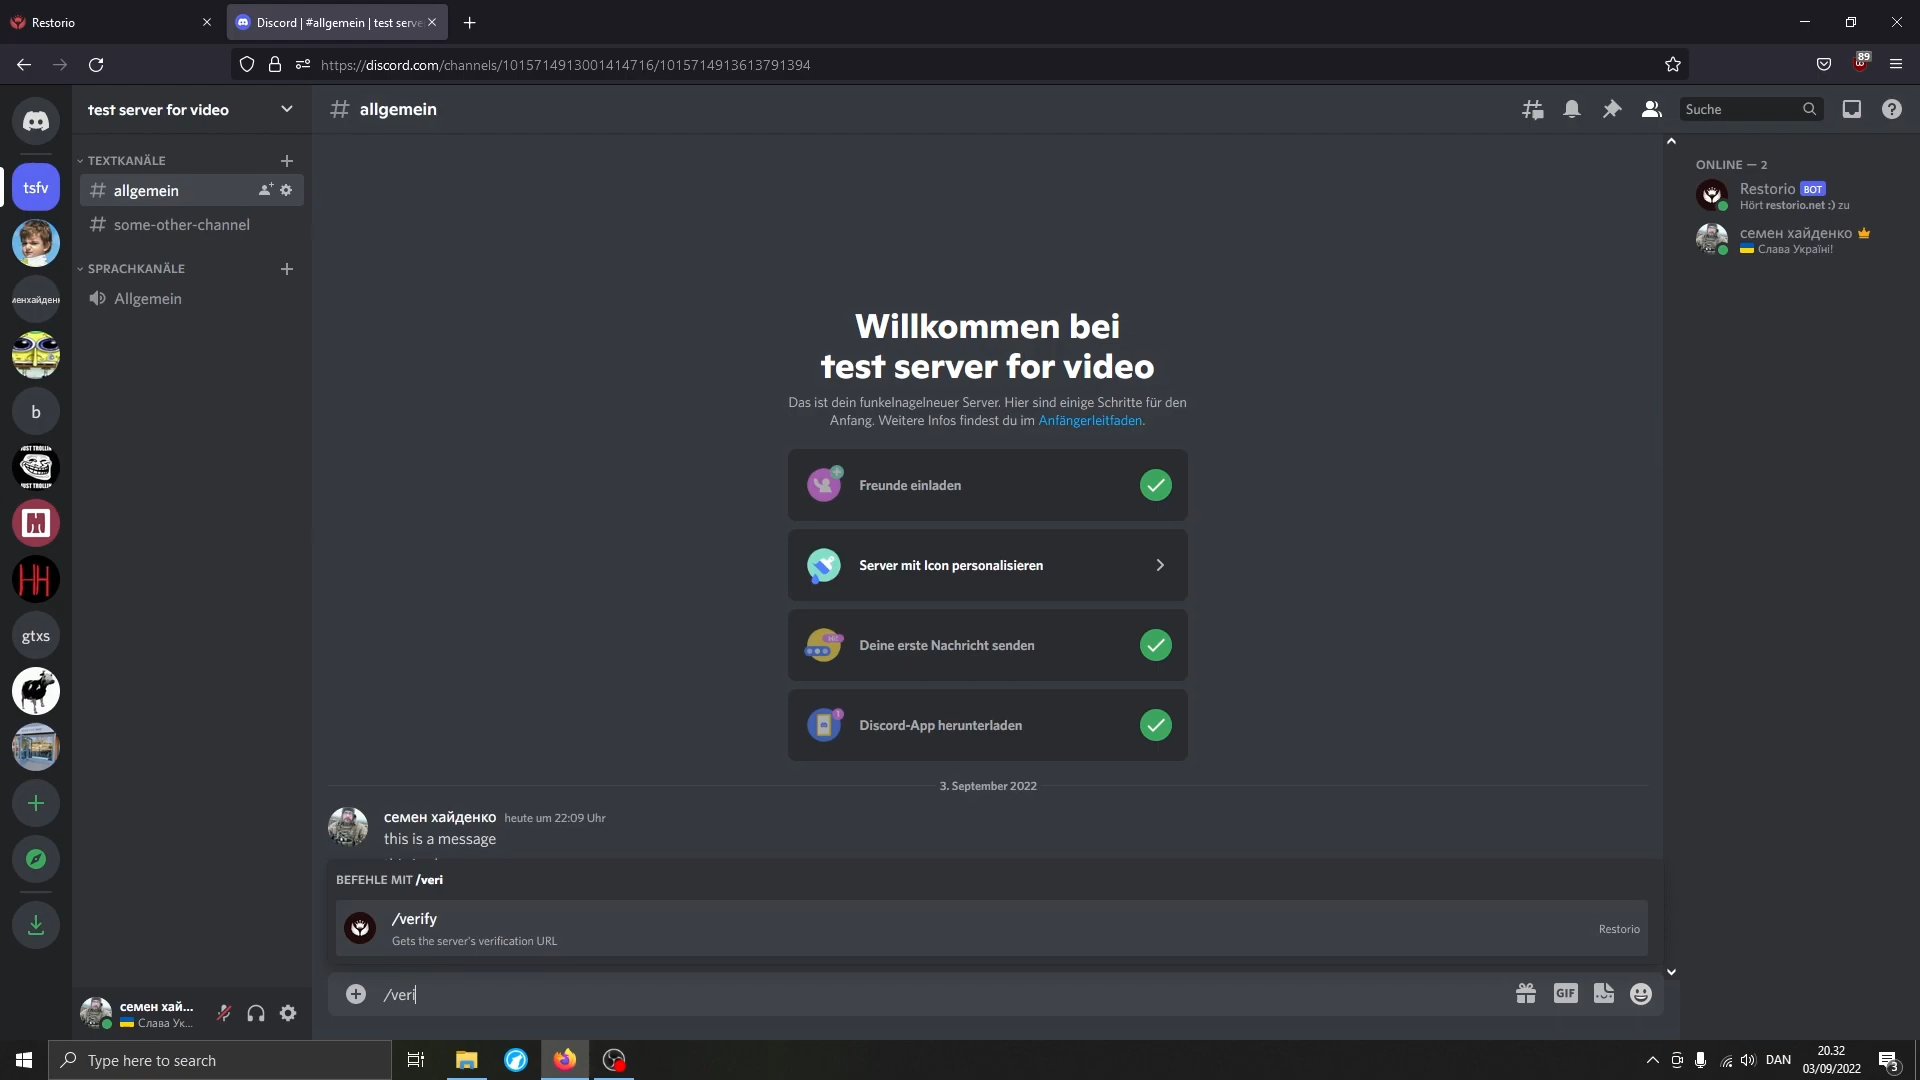 Restorio
Discord | #allgemein | test serve
https://discord.com/channels/1015714913001414716/1015714913613791394
89
test server for video
allgemein
Suche
TEXTKANÄLE
allgemein
some-other-channel
SPRACHKANÄLE
Allgemein
tsfv
b
gtxs
ONLINE — 2
Restorio BOT
Hört restorio.net :) zu
семен хайденко
Слава Україні!
Willkommen bei
test server for video
Das ist dein funkelnagelneuer Server. Hier sind einige Schritte für den
Anfang. Weitere Infos findest du im Anfängerleitfaden.
Freunde einladen
Server mit Icon personalisieren
Deine erste Nachricht senden
Discord-App herunterladen
3. September 2022
семен хайденко heute um 22:09 Uhr
this is a message
BEFEHLE MIT /veri
/verify
Gets the server's verification URL
Restorio
/veri
GIF
семен хай...
Слава Ук...
Type here to search
DAN
20.32
03/09/2022
3